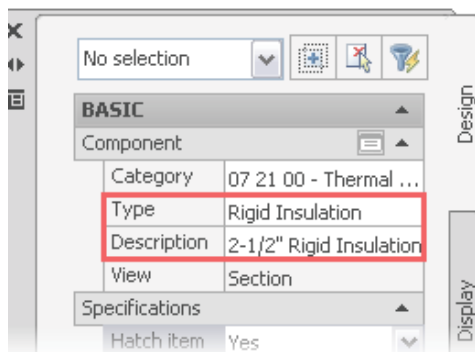 No selection
BASIC
Component
Category 07 21 00 - Thermal ...
Type Rigid Insulation
Description 2-1/2" Rigid Insulation
View Section
Specifications
Hatch item Yes
Design
Display